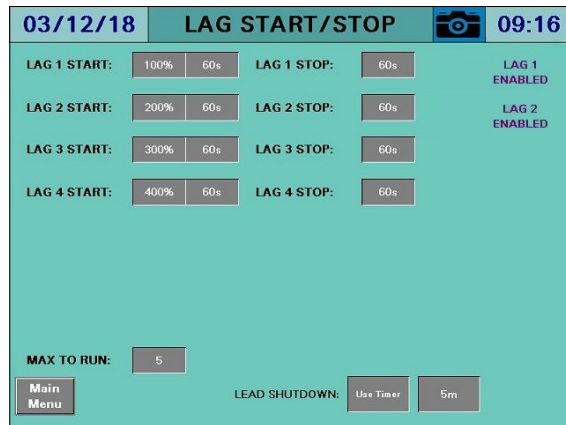 03/12/18 LAG START/STOP 09:16
LAG 1 START: 100% 60s LAG 1 STOP: 60s LAG 1
ENABLED
LAG 2 START: 200% 60s LAG 2 STOP: 60s LAG 2
ENABLED
LAG 3 START: 300% 60s LAG 3 STOP: 60s
LAG 4 START: 400% 60s LAG 4 STOP: 60s
MAX TO RUN: 5
Main
Menu
LEAD SHUTDOWN: Use Timer 5m